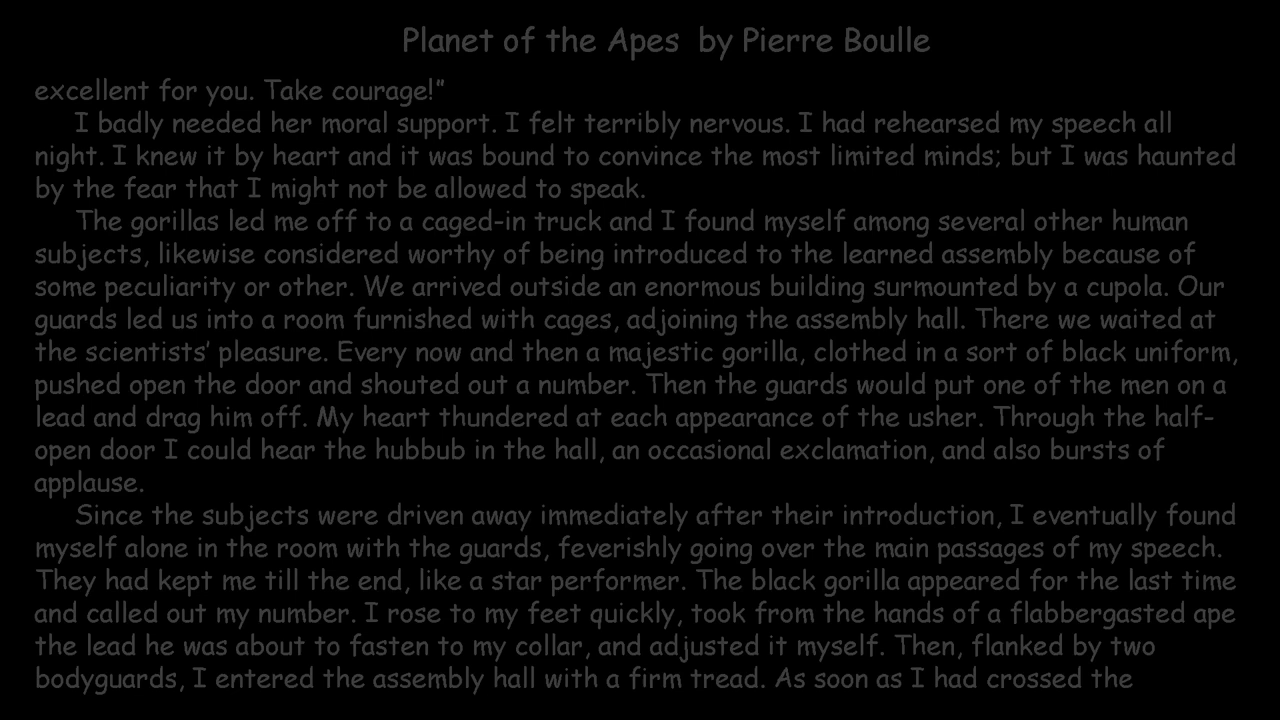 Planet of the Apes  by Pierre Boulle
excellent for you. Take courage!”
I badly needed her moral support. I felt terribly nervous. I had rehearsed my speech all
night. I knew it by heart and it was bound to convince the most limited minds; but I was haunted
by the fear that I might not be allowed to speak.
The gorillas led me off to a caged-in truck and I found myself among several other human
subjects, likewise considered worthy of being introduced to the learned assembly because of
some peculiarity or other. We arrived outside an enormous building surmounted by a cupola. Our
guards led us into a room furnished with cages, adjoining the assembly hall. There we waited at
the scientists’ pleasure. Every now and then a majestic gorilla, clothed in a sort of black uniform,
pushed open the door and shouted out a number. Then the guards would put one of the men on a
lead and drag him off. My heart thundered at each appearance of the usher. Through the half-
open door I could hear the hubbub in the hall, an occasional exclamation, and also bursts of
applause.
Since the subjects were driven away immediately after their introduction, I eventually found
myself alone in the room with the guards, feverishly going over the main passages of my speech.
They had kept me till the end, like a star performer. The black gorilla appeared for the last time
and called out my number. I rose to my feet quickly, took from the hands of a flabbergasted ape
the lead he was about to fasten to my collar, and adjusted it myself. Then, flanked by two
bodyguards, I entered the assembly hall with a firm tread. As soon as I had crossed the